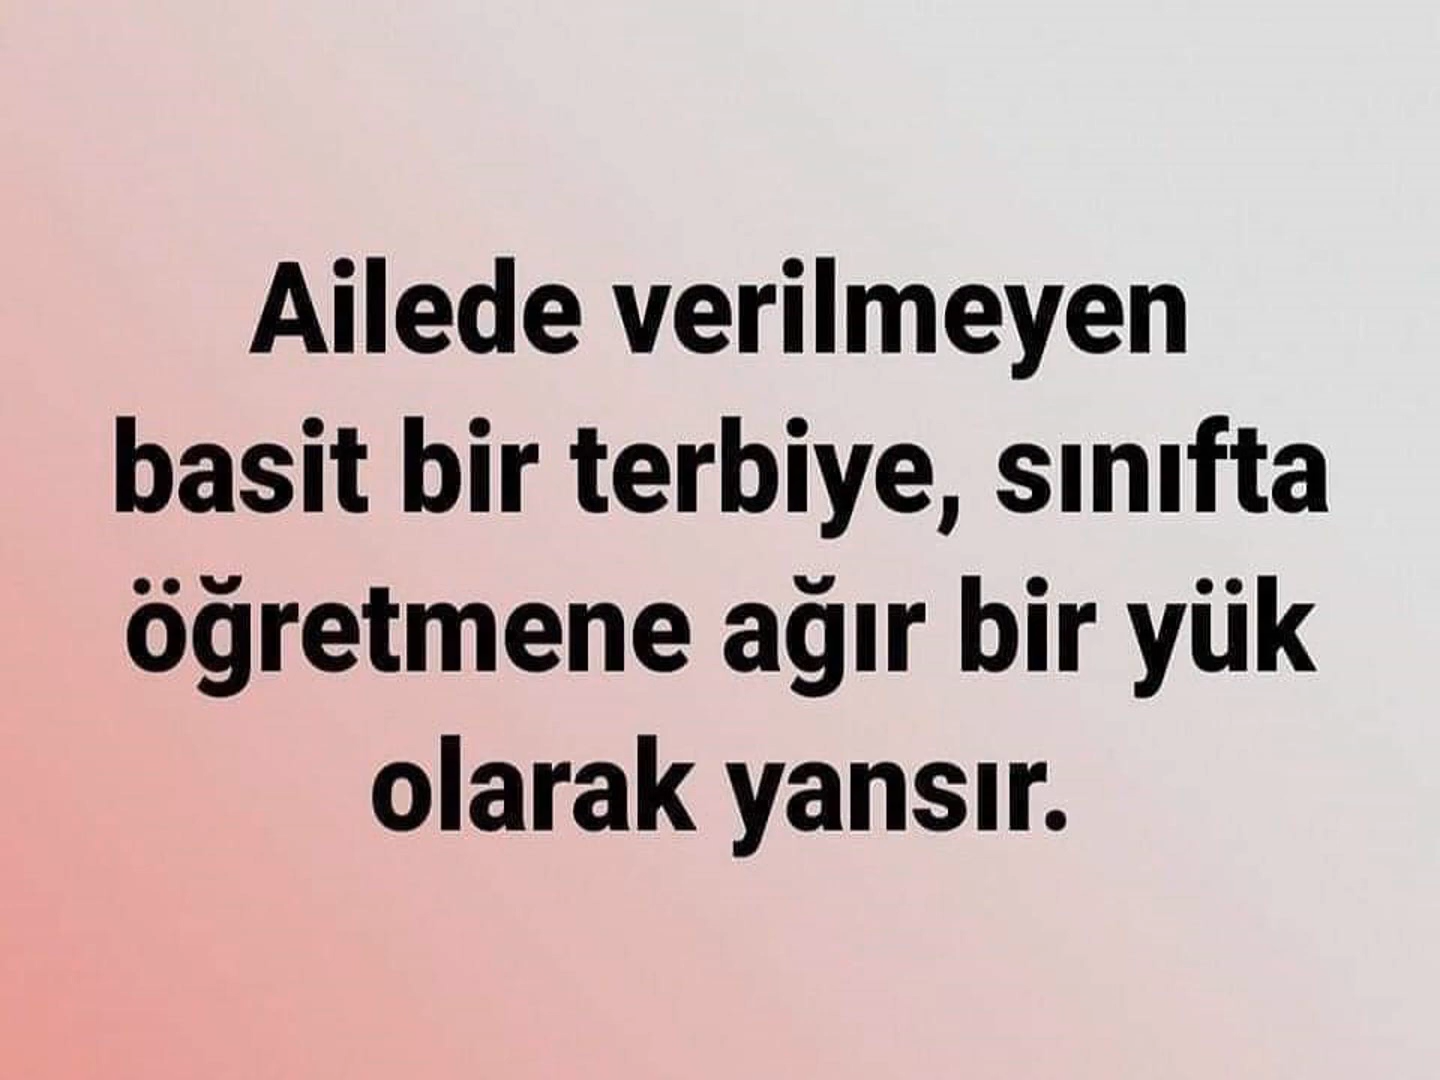 Ailede verilmeyen
basit bir terbiye, sınıfta
öğretmene ağır bir yük
olarak yansır.